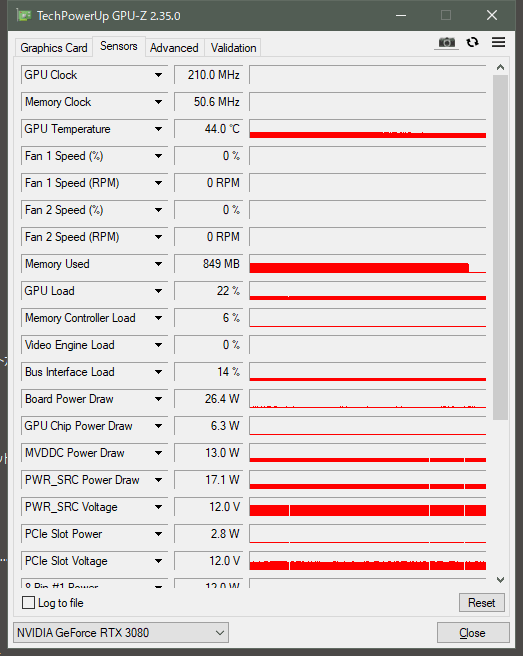 TechPowerUp GPU-Z 2.35.0
Graphics Card Sensors Advanced Validation
GPU Clock 210.0 MHz
Memory Clock 50.6 MHz
GPU Temperature 44.0 °C
Fan 1 Speed (%) 0 %
Fan 1 Speed (RPM) 0 RPM
Fan 2 Speed (%) 0 %
Fan 2 Speed (RPM) 0 RPM
Memory Used 849 MB
GPU Load 22 %
Memory Controller Load 6 %
Video Engine Load 0 %
Bus Interface Load 14 %
Board Power Draw 26.4 W
GPU Chip Power Draw 6.3 W
MVDDC Power Draw 13.0 W
PWR_SRC Power Draw 17.1 W
PWR_SRC Voltage 12.0 V
PCIe Slot Power 2.8 W
PCIe Slot Voltage 12.0 V
8-Pin #1 Power 12.0 W
Log to file Reset
NVIDIA GeForce RTX 3080 Close